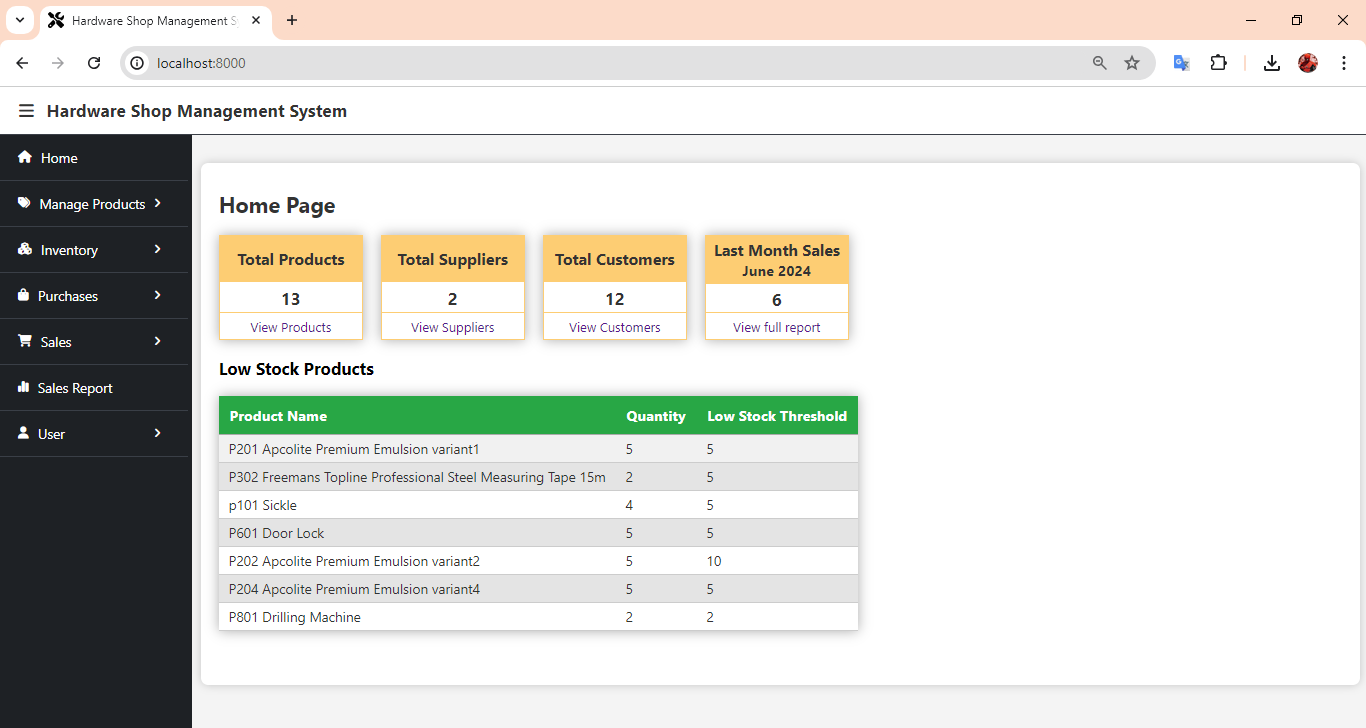 Hardware Shop Management S
localhost:8000
Hardware Shop Management System
Home
Manage Products
Inventory
Purchases
Sales
Sales Report
User
Home Page
Total Products
13
View Products
Total Suppliers
2
View Suppliers
Total Customers
12
View Customers
Last Month Sales
June 2024
6
View full report
Low Stock Products
Product Name Quantity Low Stock Threshold
P201 Apcolite Premium Emulsion variant1 5 5
P302 Freemans Topline Professional Steel Measuring Tape 15m 2 5
p101 Sickle 4 5
P601 Door Lock 5 5
P202 Apcolite Premium Emulsion variant2 5 10
P204 Apcolite Premium Emulsion variant4 5 5
P801 Drilling Machine 2 2